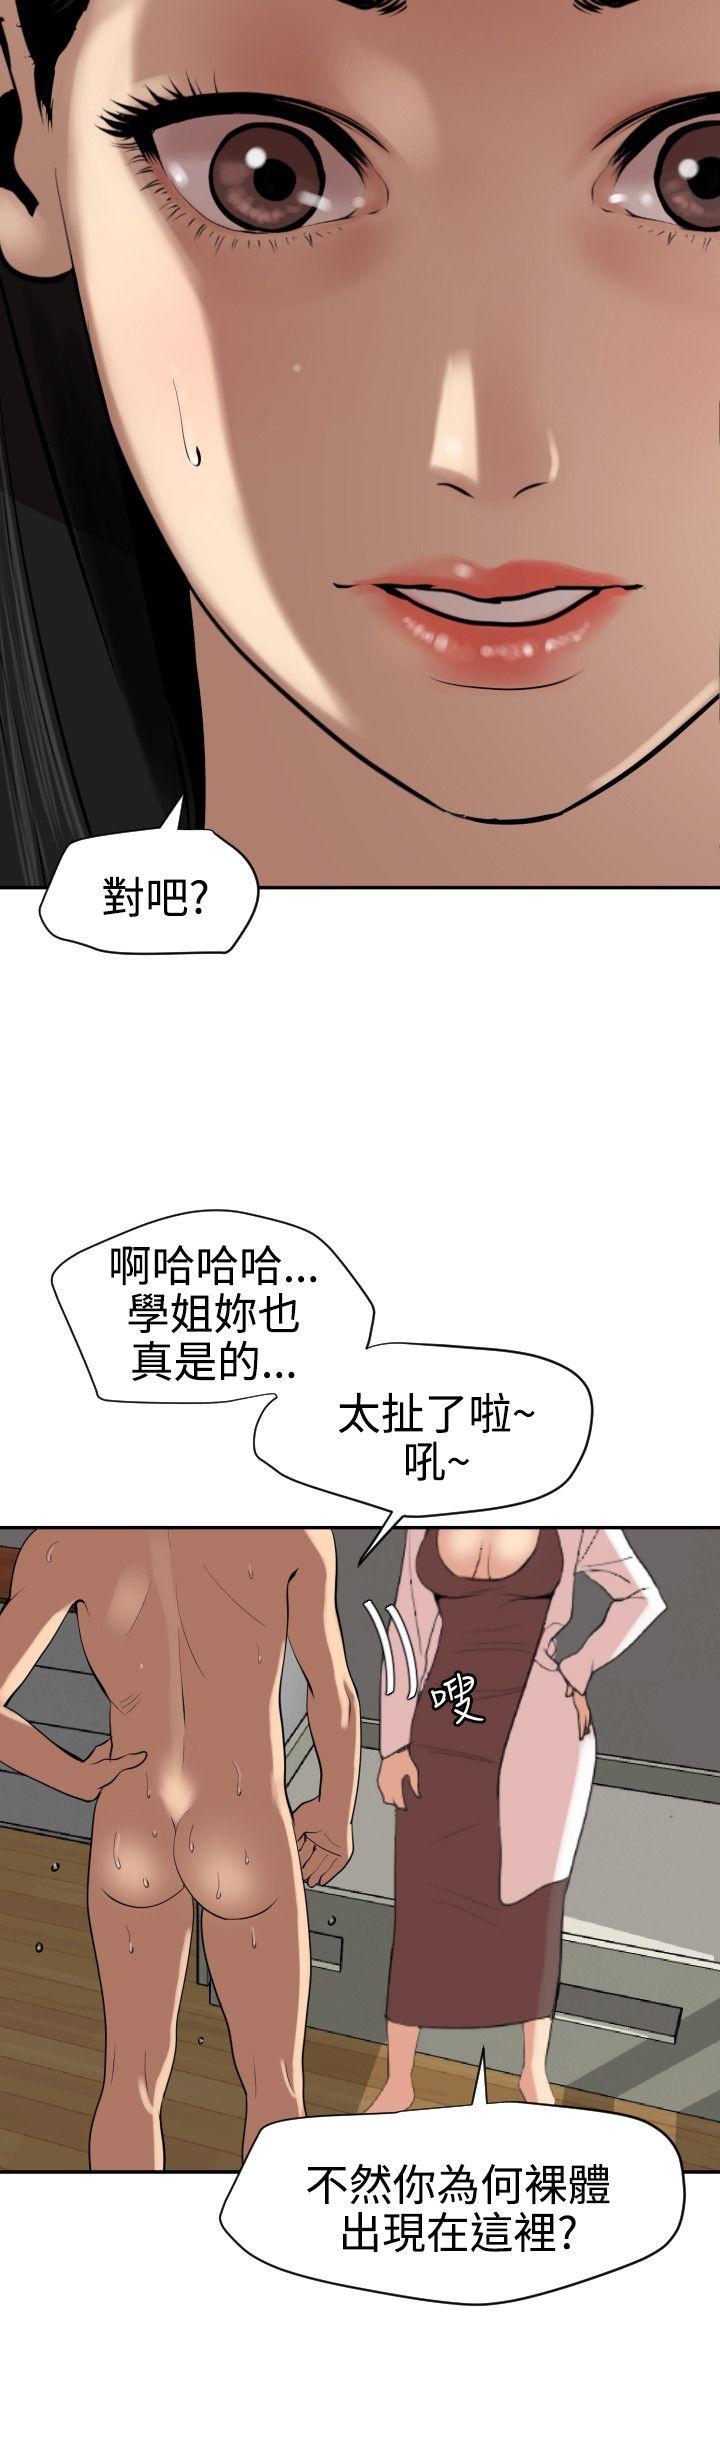 對吧?
啊哈哈哈...
學姐妳也
真是的...
太扯了啦~
吼~
嗖
不然你為何裸體
出現在這裡?